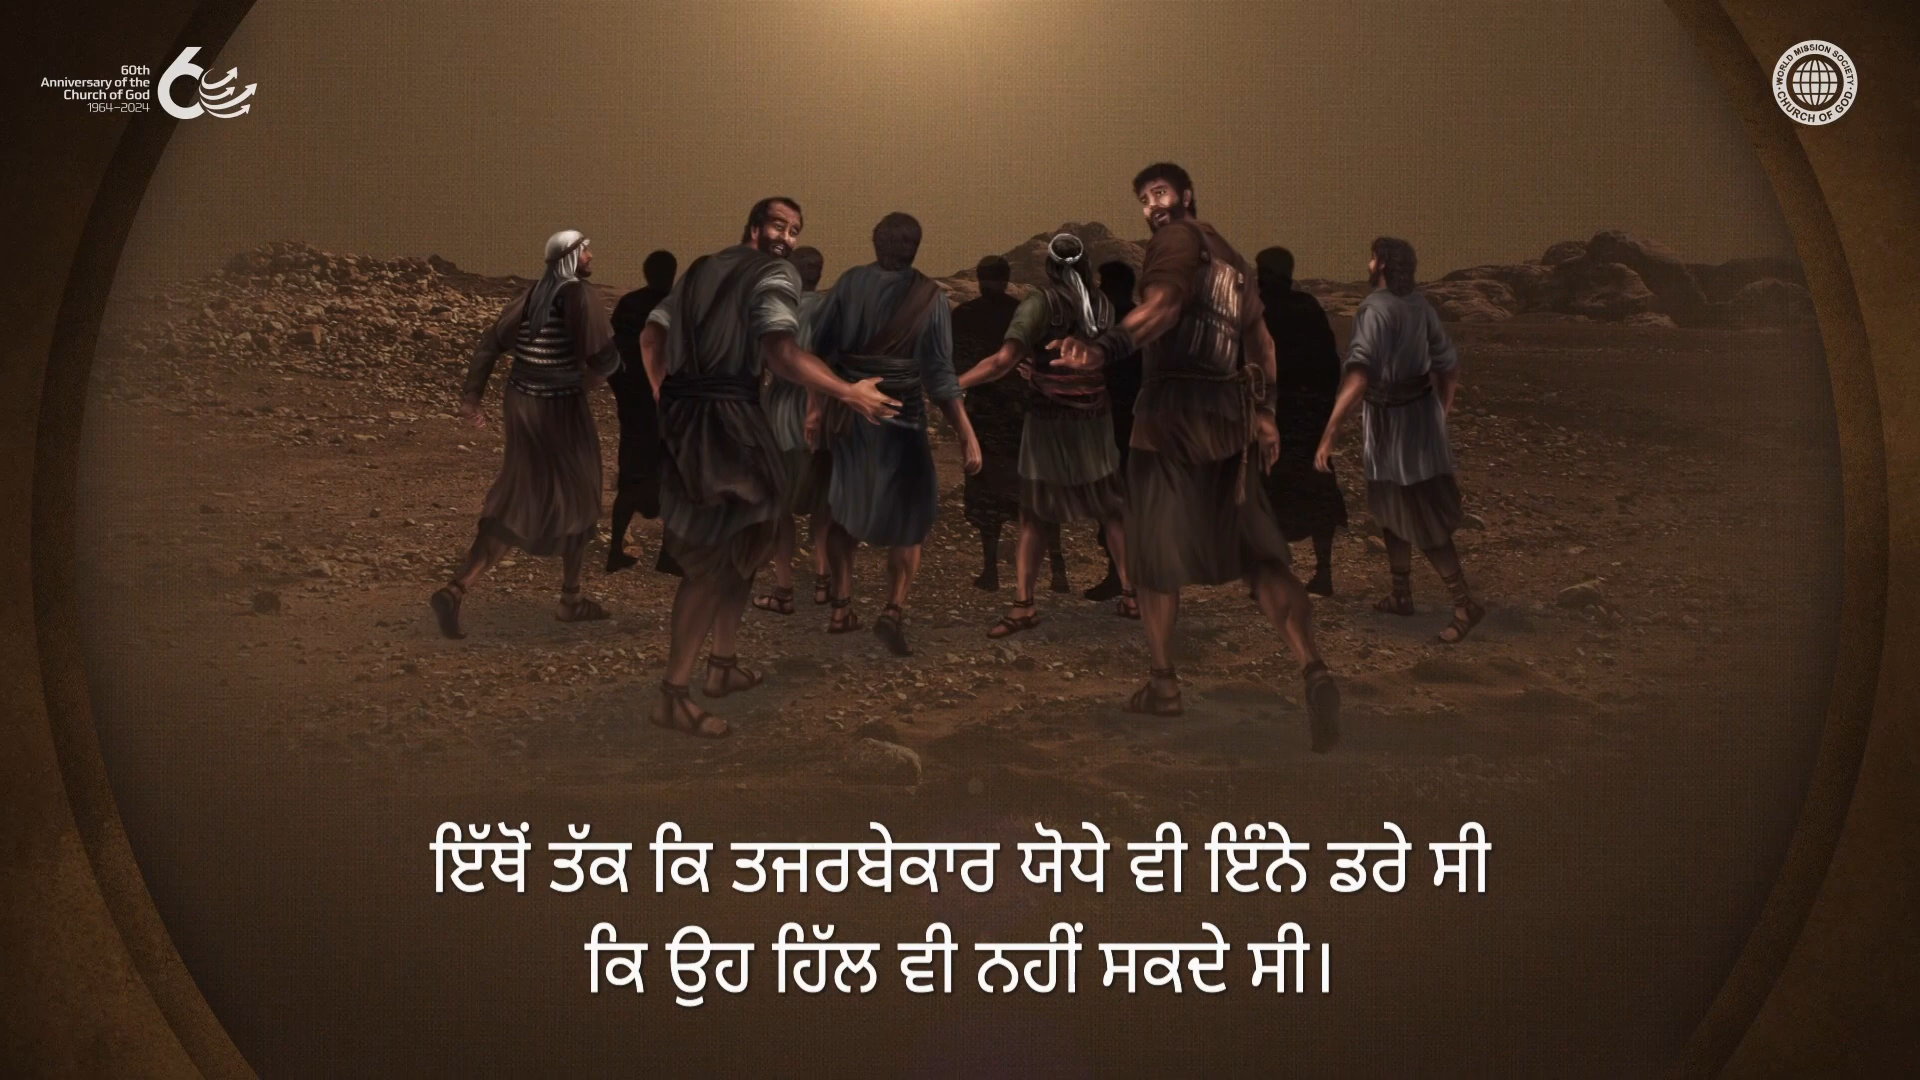 60th
Anniversary of the
Church of God
1964–2024
60
WORLD MISSION SOCIETY
CHURCH OF GOD
ਇੱਥੋਂ ਤੱਕ ਕਿ ਤਜਰਬੇਕਾਰ ਯੋਧੇ ਵੀ ਇੰਨੇ ਡਰੇ ਸੀ
ਕਿ ਉਹ ਹਿੱਲ ਵੀ ਨਹੀਂ ਸਕਦੇ ਸੀ।